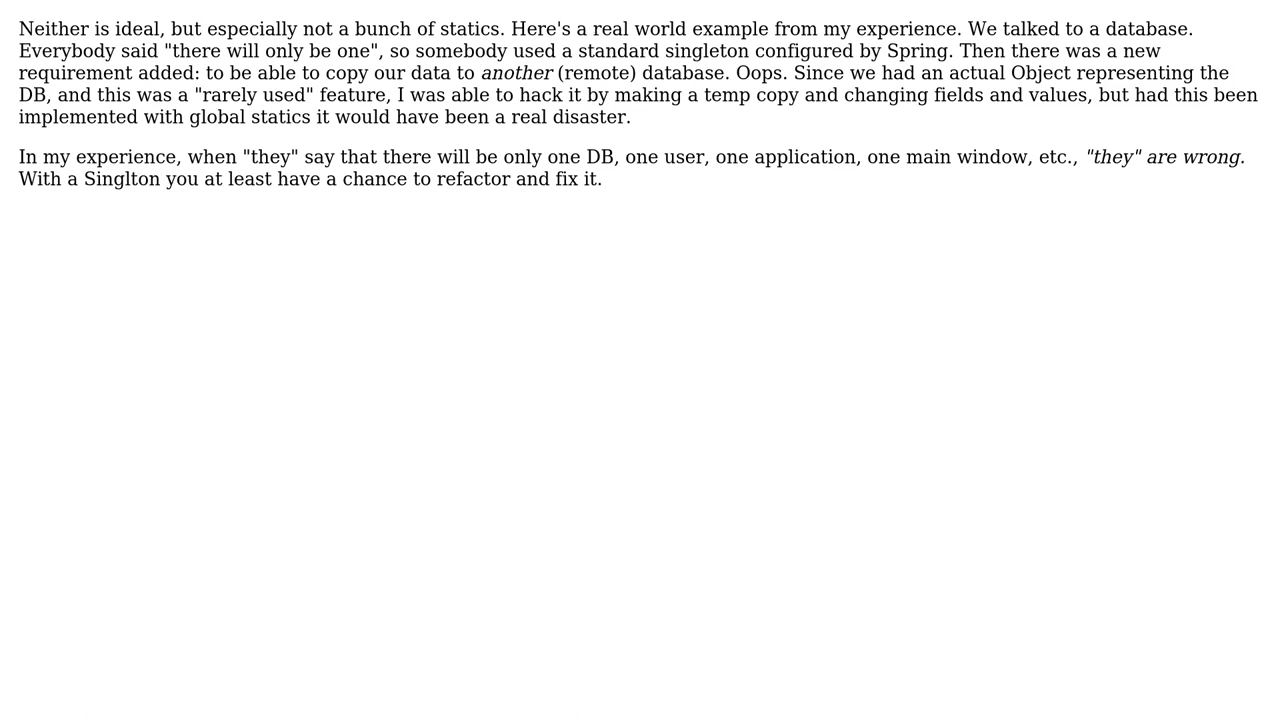 Neither is ideal, but especially not a bunch of statics. Here's a real world example from my experience. We talked to a database.
Everybody said "there will only be one", so somebody used a standard singleton configured by Spring. Then there was a new
requirement added: to be able to copy our data to another (remote) database. Oops. Since we had an actual Object representing the
DB, and this was a "rarely used" feature, I was able to hack it by making a temp copy and changing fields and values, but had this been
implemented with global statics it would have been a real disaster.
In my experience, when "they" say that there will be only one DB, one user, one application, one main window, etc., "they" are wrong.
With a Singlton you at least have a chance to refactor and fix it.